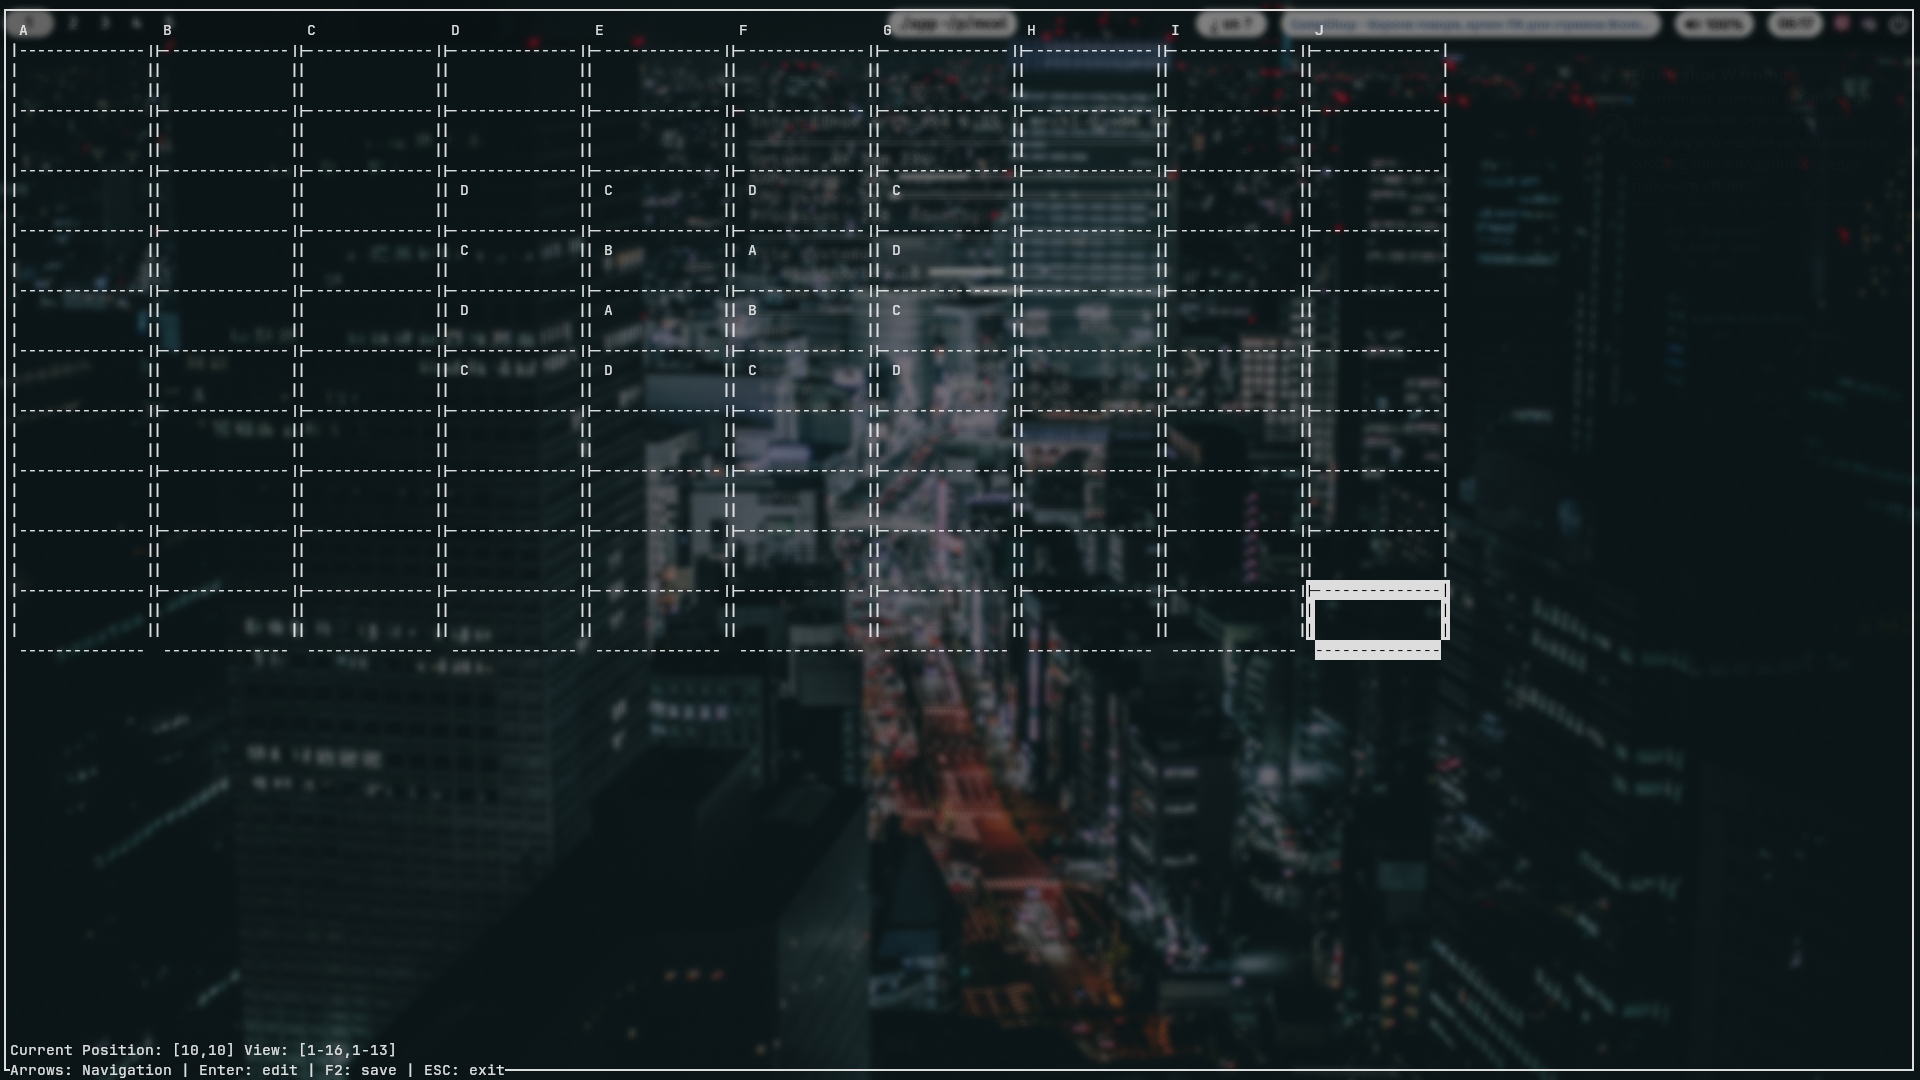 A B C D E F G H I J
D C D C
C B A D
D A B C
C D C D
Current Position: [10,10] View: [1-16,1-13]
Arrows: Navigation | Enter: edit | F2: save | ESC: exit